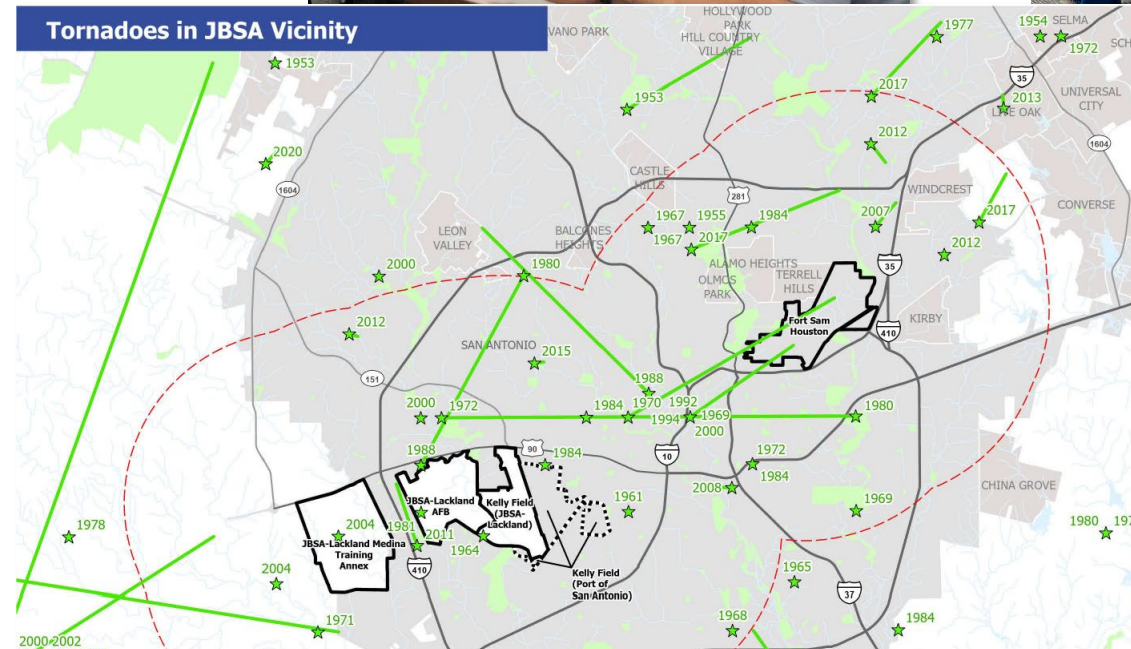 Tornadoes in JBSA Vicinity
HOLLYWOOD
PARK
HILL COUNTRY
VILLAGE
VANO PARK
1977
1954
SELMA
1972
SCH
1953
35
2017
1953
2013
LIVE OAK
UNIVERSAL
CITY
2012
1604
2020
1604
CASTLE
HILLS
281
WINDCREST
CONVERSE
LEON
VALLEY
BALCONES
HEIGHTS
1967
1955
1984
2007
2017
1967
2017
2012
ALAMO HEIGHTS
OLMOS
PARK
TERRELL
HILLS
35
2000
1980
Fort Sam
Houston
KIRBY
410
2012
SAN ANTONIO
2015
151
1988
2000
1972
1984
1970
1992
1969
1980
1994
2000
1988
90
1984
10
1972
1984
2008
CHINA GROVE
JBSA-Lackland
AFB
Kelly Field
(JBSA-
Lackland)
1961
1969
1978
2004
1981
2011
1964
1980
197
JBSA-Lackland Medina
Training
Annex
410
Kelly Field
(Port of
San Antonio)
2004
1965
37
1971
1968
1984
2000-2002